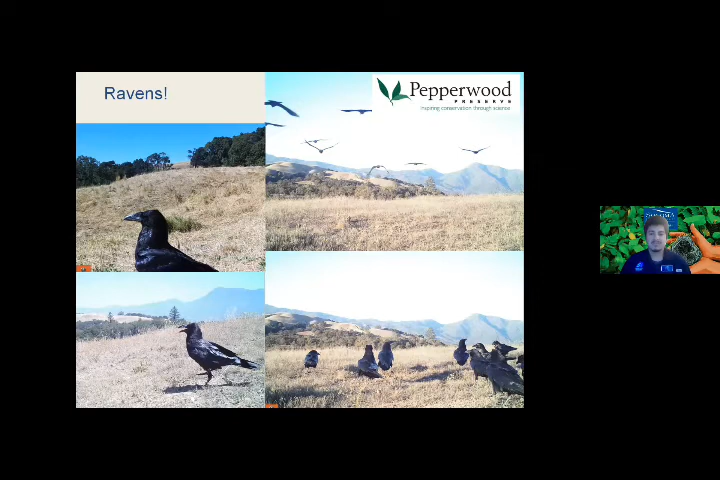 Ravens!
Pepperwood
PRESERVE
Inspiring conservation through science